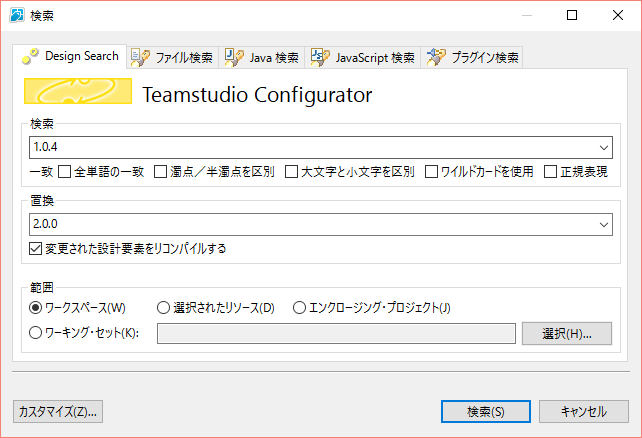 検索
Design Search ファイル検索 Java 検索 JavaScript 検索 プラグイン検索
Teamstudio Configurator
検索
1.0.4
一致 全単語の一致 濁点／半濁点を区別 大文字と小文字を区別 ワイルドカードを使用 正規表現
置換
2.0.0
変更された設計要素をリコンパイルする
範囲
ワークスペース(W) 選択されたリソース(D) エンクロージング・プロジェクト(J)
ワーキング・セット(K): 選択(H)...
カスタマイズ(Z)... 検索(S) キャンセル